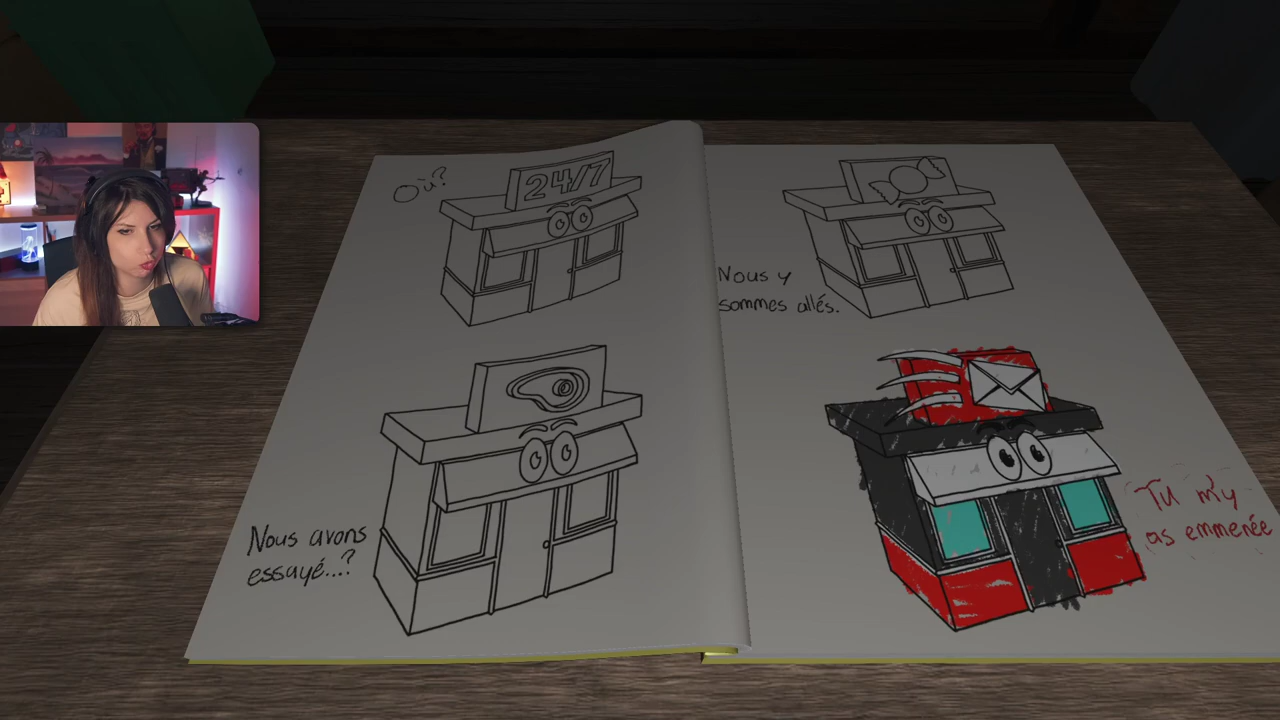 Où?
24/7
Nous avons
essayé...?
Nous y
sommes allés.
Tu m'y
as emmenée